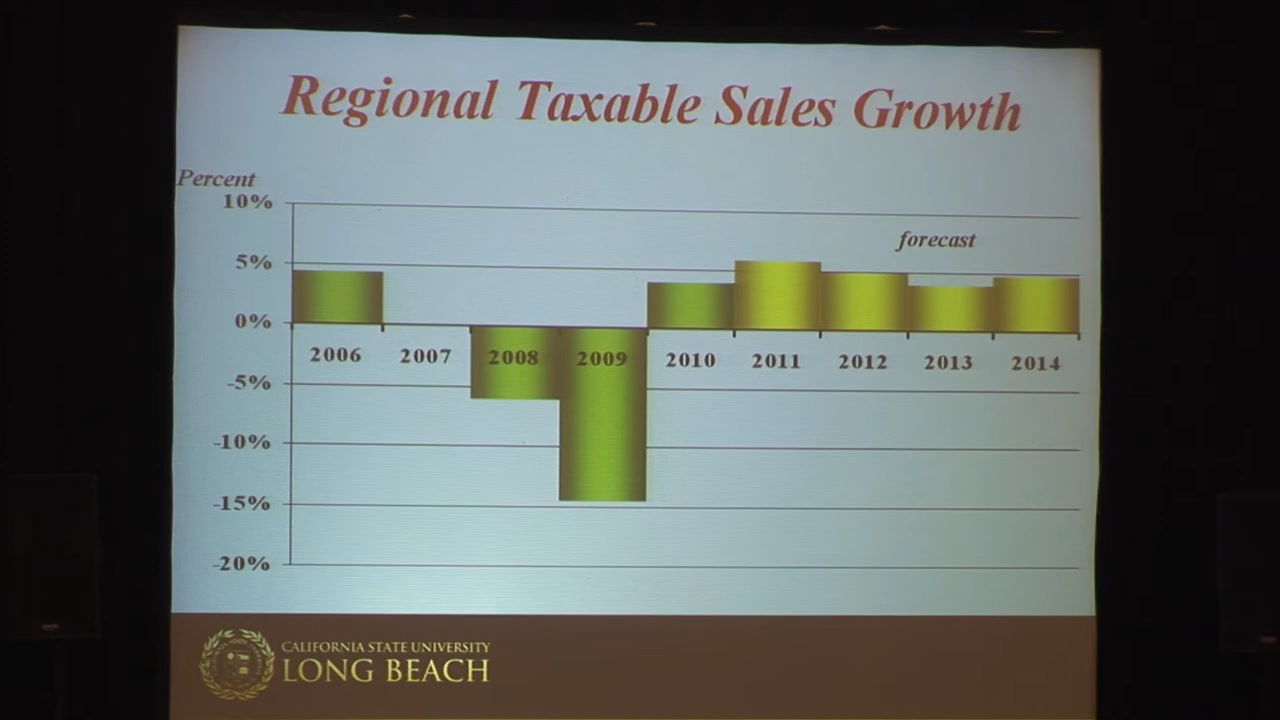 Regional Taxable Sales Growth
Percent
10%
forecast
5%
0%
2006 2007 2008 2009 2010 2011 2012 2013 2014
-5%
-10%
-15%
-20%
CALIFORNIA STATE UNIVERSITY
LONG BEACH